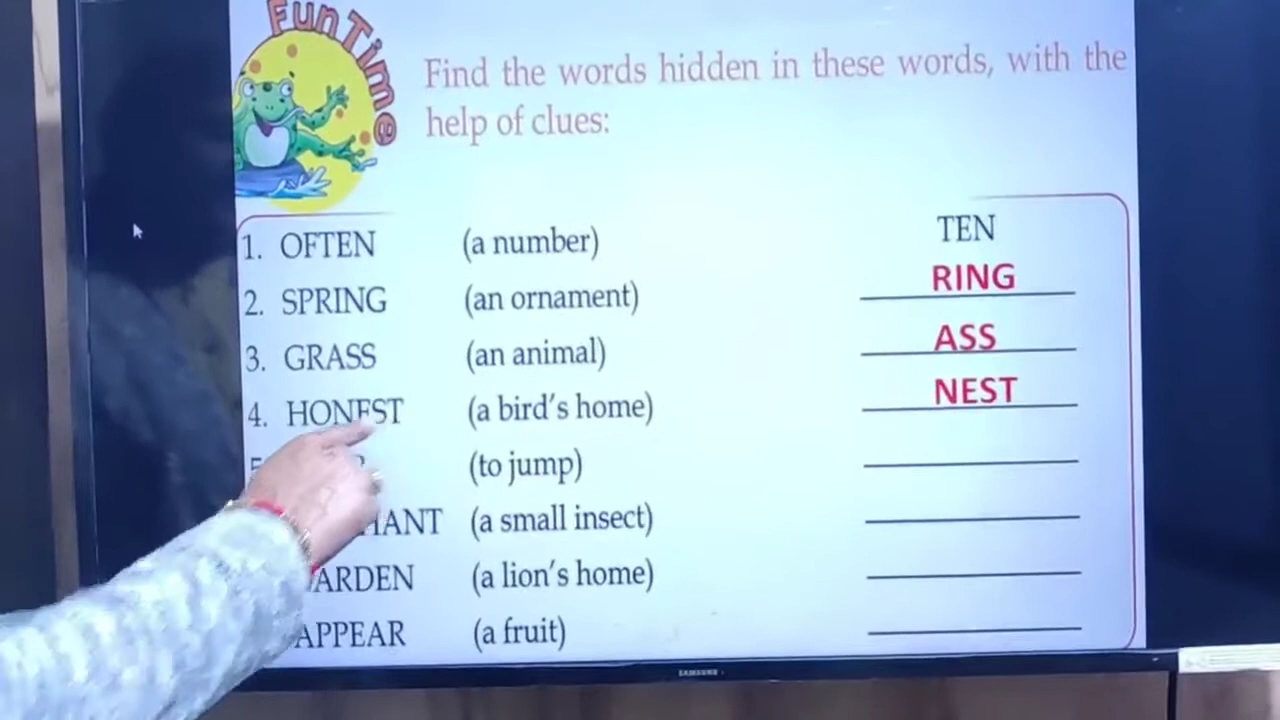 Fun Time
Find the words hidden in these words, with the
help of clues:
1. OFTEN (a number) TEN
2. SPRING (an ornament) RING
3. GRASS (an animal) ASS
4. HONEST (a bird's home) NEST
(to jump)
HANT (a small insect)
ARDEN (a lion's home)
APPEAR (a fruit)
SAMSUNG